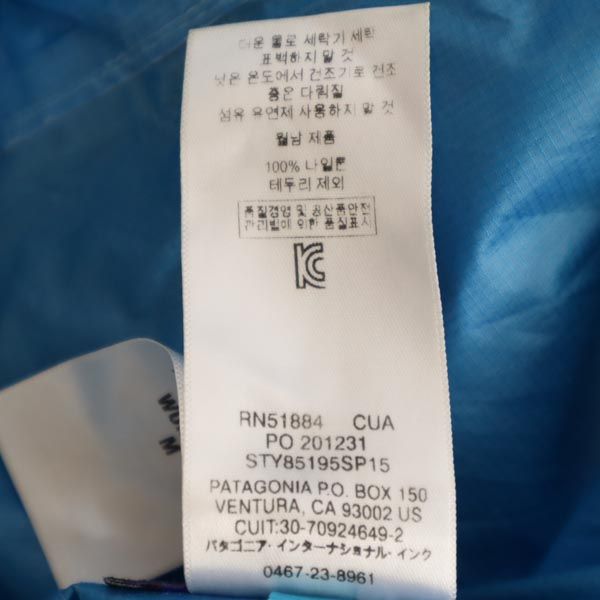 더운 물로 세탁기 세탁
표백하지 말 것
낮은 온도에서 건조기로 건조
중온 다림질
섬유 유연제 사용하지 말 것
월남 제품
100% 나일론
테두리 제외
품질경영 및 공산품안전
관리법에 의한 품질표시
KC
RN51884 CUA
PO 201231
STY85195SP15
PATAGONIA P.O. BOX 150
VENTURA, CA 93002 US
CUIT:30-70924649-2
パタゴニア・インターナショナル・インク
0467-23-8961
M